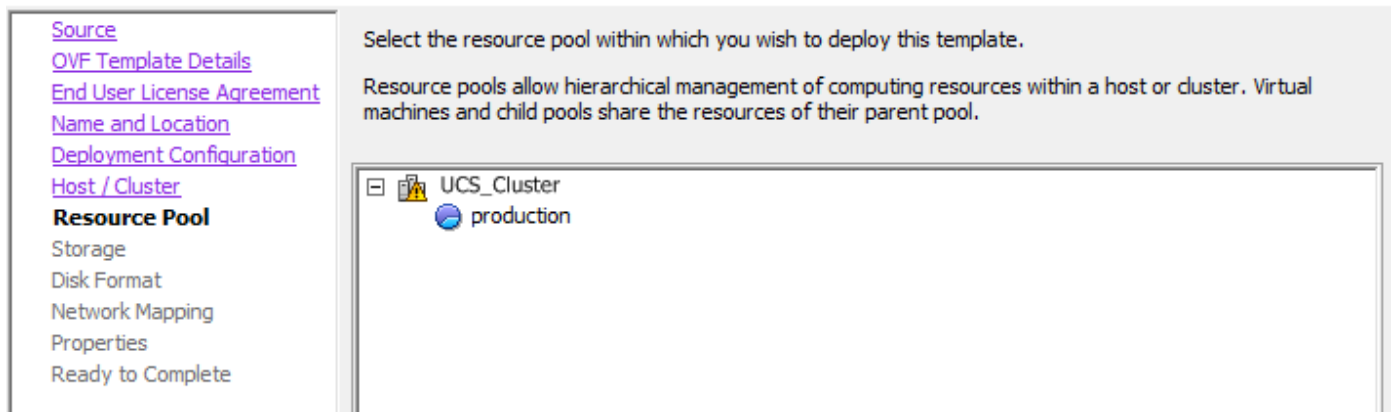 Source
OVF Template Details
End User License Agreement
Name and Location
Deployment Configuration
Host / Cluster
Resource Pool
Storage
Disk Format
Network Mapping
Properties
Ready to Complete
Select the resource pool within which you wish to deploy this template.
Resource pools allow hierarchical management of computing resources within a host or cluster. Virtual
machines and child pools share the resources of their parent pool.
UCS_Cluster
production